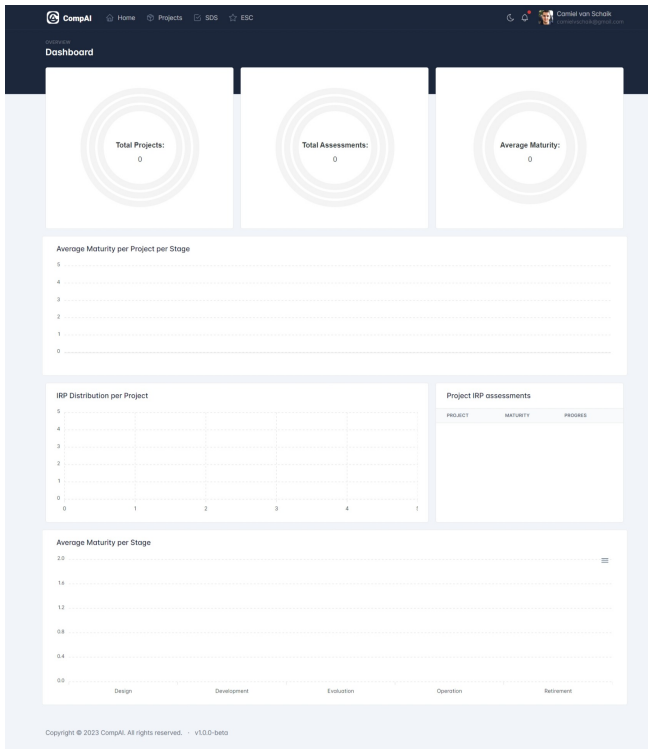 CompAI Home Projects SDS ESC Camiel van Schaik
camielvschaik@gmail.com
OVERVIEW
Dashboard
Total Projects: Total Assessments: Average Maturity:
0 0 0
Average Maturity per Project per Stage
5
4
3
2
1
0
IRP Distribution per Project Project IRP assessments
PROJECT MATURITY PROGRES
5
4
3
2
1
0
0 1 2 3 4 1
Average Maturity per Stage
2.0
1.6
1.2
0.8
0.4
0.0
Design Development Evaluation Operation Retirement
Copyright © 2023 CompAI. All rights reserved. · v1.0.0-beta